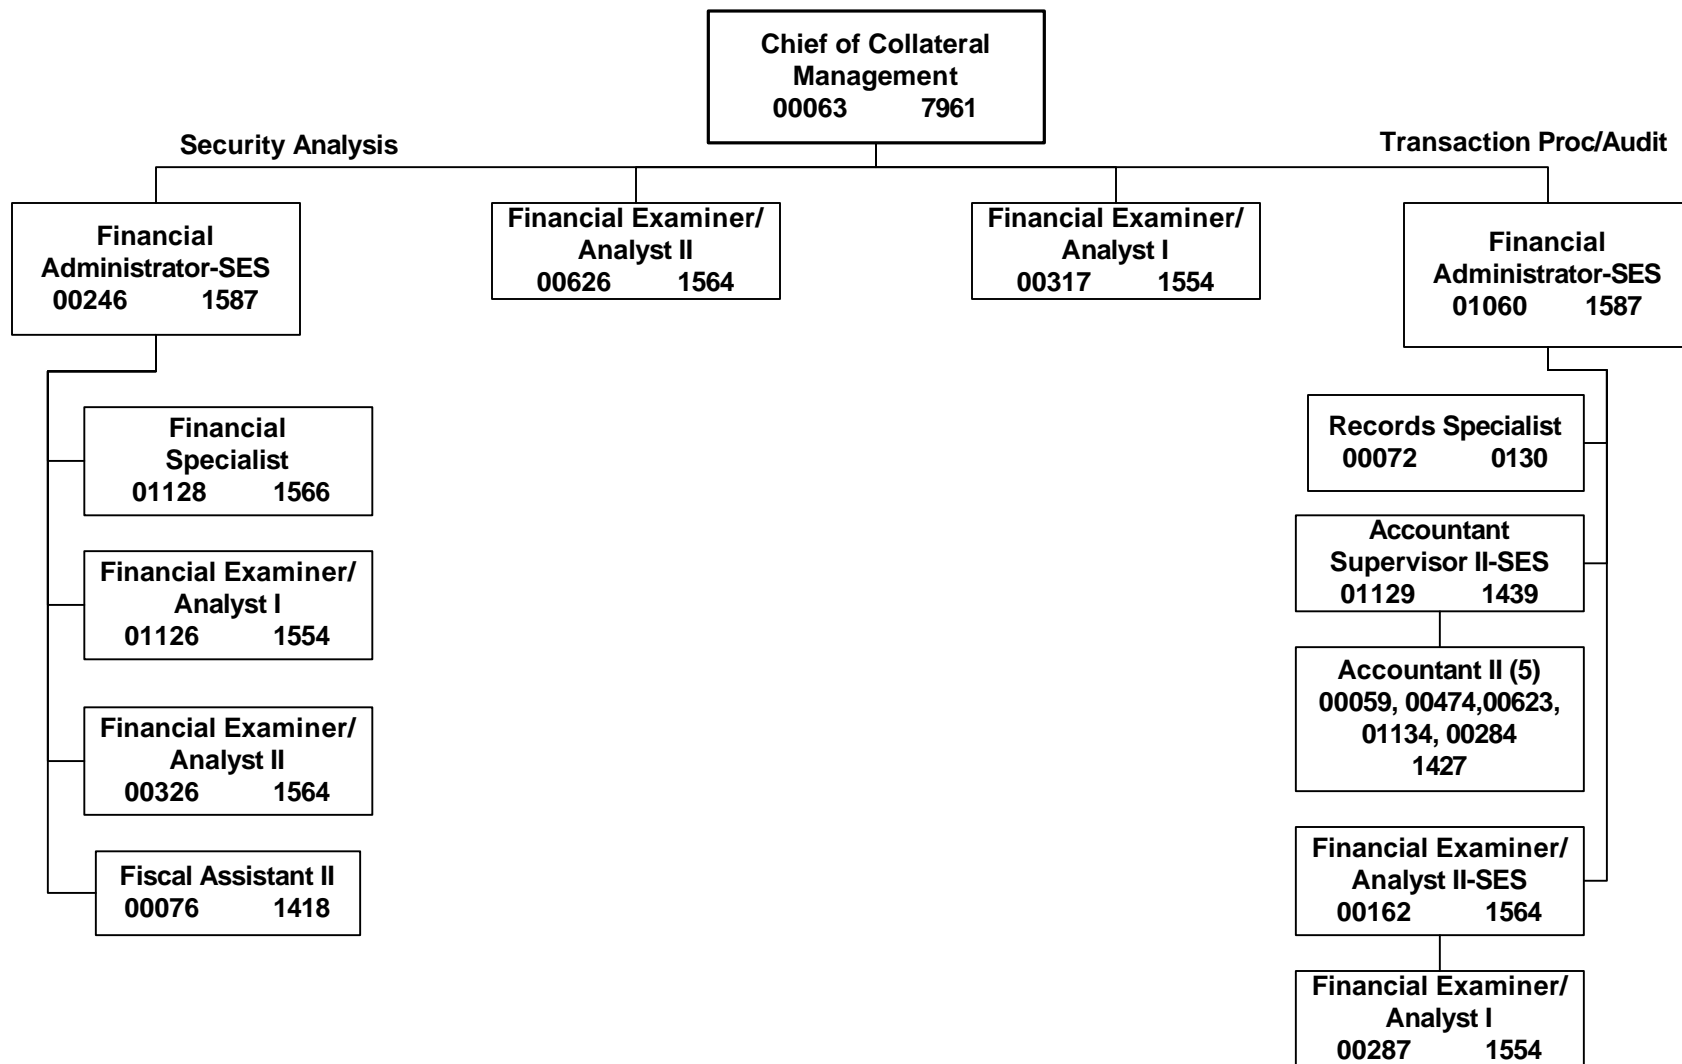 Chief of Collateral
Management
00063 7961
Security Analysis
Transaction Proc/Audit
Financial
Administrator-SES
00246 1587
Financial Examiner/
Analyst II
00626 1564
Financial Examiner/
Analyst I
00317 1554
Financial
Administrator-SES
01060 1587
Financial
Specialist
01128 1566
Financial Examiner/
Analyst I
01126 1554
Financial Examiner/
Analyst II
00326 1564
Fiscal Assistant II
00076 1418
Records Specialist
00072 0130
Accountant
Supervisor II-SES
01129 1439
Accountant II (5)
00059, 00474,00623,
01134, 00284
1427
Financial Examiner/
Analyst II-SES
00162 1564
Financial Examiner/
Analyst I
00287 1554